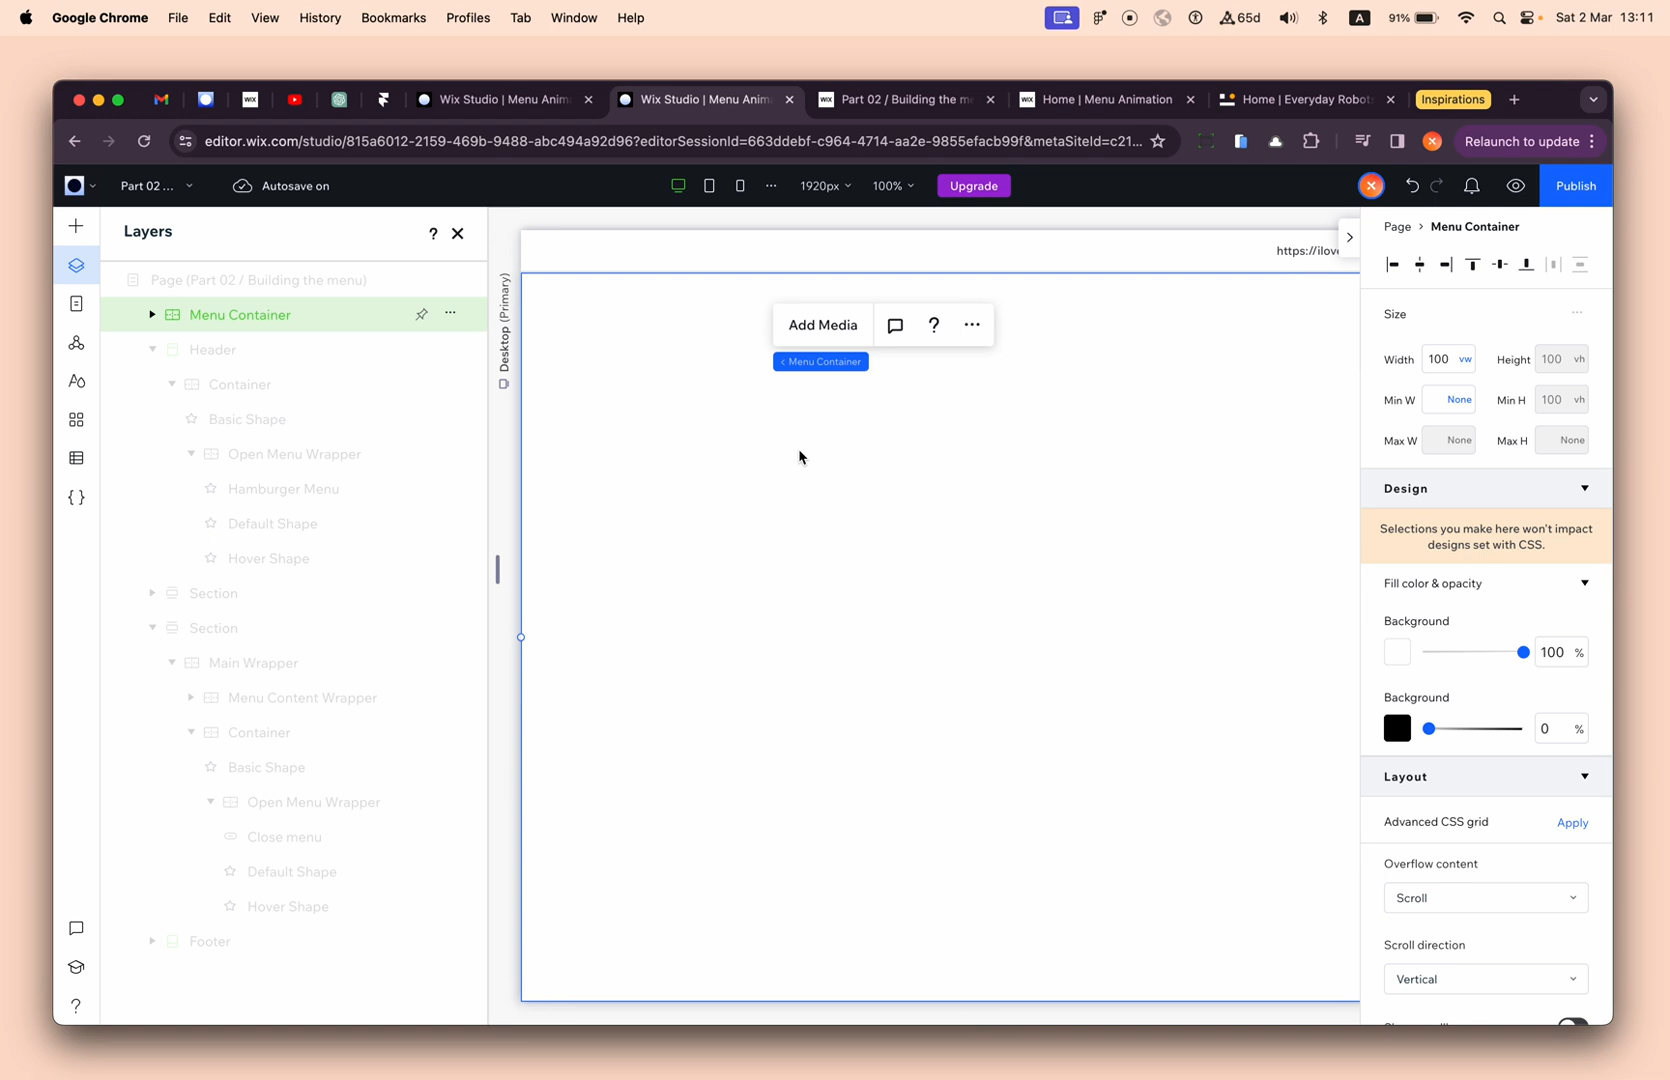 Google Chrome File Edit View History Bookmarks Profiles Tab Window Help
65d A 91% Sat 2 Mar 13:11
WIX Wix Studio | Menu Anim Wix Studio | Menu Anim WIX Part 02 / Building the m WIX Home | Menu Animation Home | Everyday Robot Inspirations
editor.wix.com/studio/815a6012-2159-469b-9488-abc494a92d96?editorSessionId=663ddebf-c964-4714-aa2e-9855efacb99f&metaSiteId=c21... Relaunch to update
Part 02 ... Autosave on 1920px 100% Upgrade Publish
Layers ?
Page (Part 02 / Building the menu)
Menu Container
Header
Container
Basic Shape
Open Menu Wrapper
Hamburger Menu
Default Shape
Hover Shape
Section
Section
Main Wrapper
Menu Content Wrapper
Container
Basic Shape
Open Menu Wrapper
Close menu
Default Shape
Hover Shape
Footer
?
Desktop (Primary)
https://ilove
Add Media ?
< Menu Container
Page > Menu Container
Size
Width 100 vw Height 100 vh
Min W None Min H 100 vh
Max W None Max H None
Design
Selections you make here won't impact
designs set with CSS.
Fill color & opacity
Background
100 %
Background
0 %
Layout
Advanced CSS grid Apply
Overflow content
Scroll
Scroll direction
Vertical